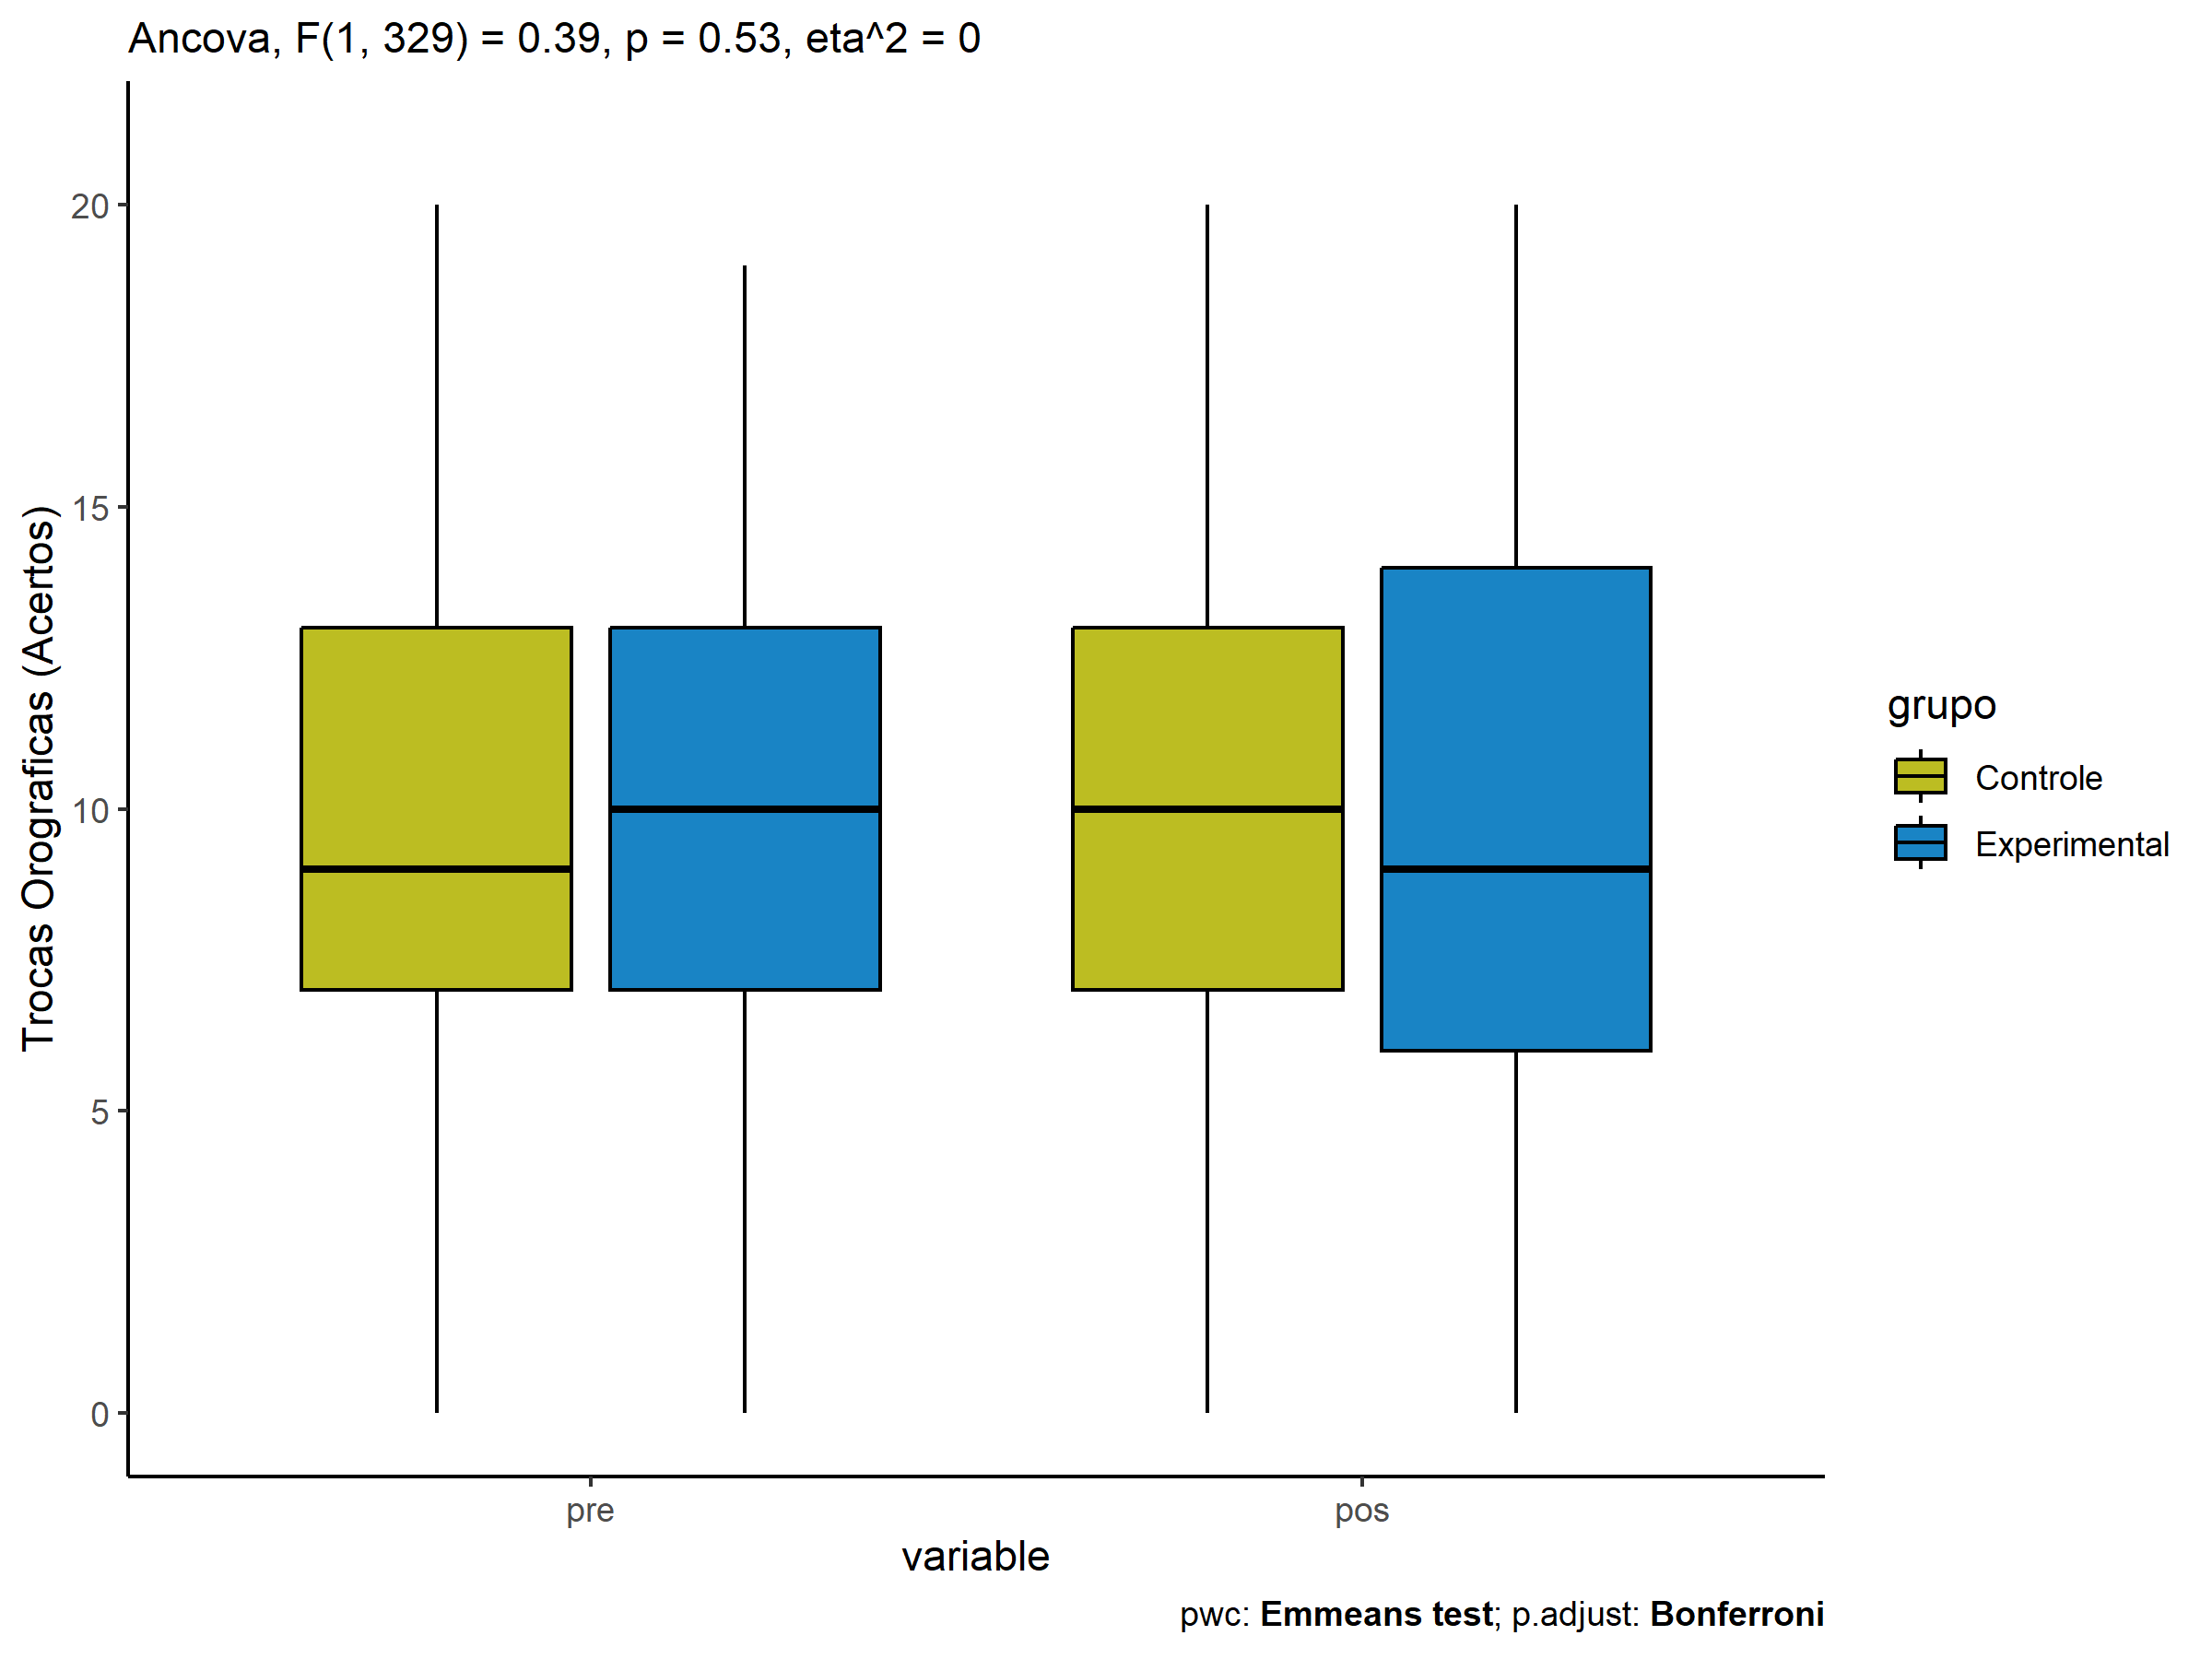 Ancova, F(1, 329) = 0.39, p = 0.53, eta^2 = 0
Trocas Orograficas (Acertos)
20
15
10
5
0
pre
pos
variable
grupo
Controle
Experimental
pwc: Emmeans test; p.adjust: Bonferroni